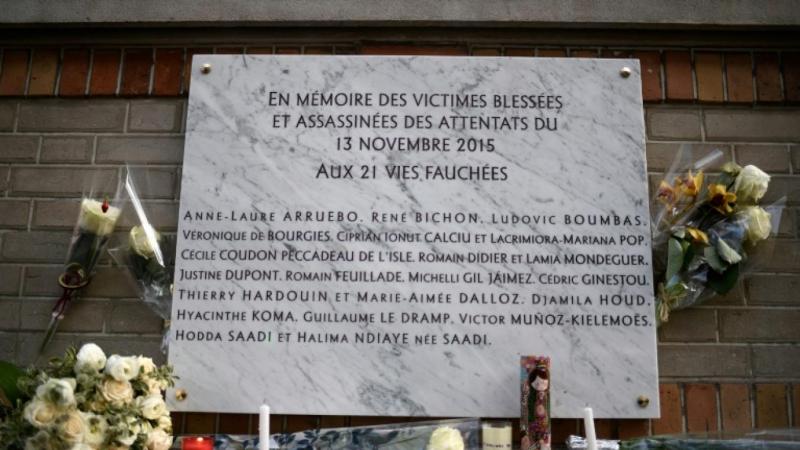 EN MÉMOIRE DES VICTIMES BLESSÉES
ET ASSASSINÉES DES ATTENTATS DU
13 NOVEMBRE 2015
AUX 21 VIES FAUCHÉES
ANNE-LAURE ARRUEBO. RENÉ BICHON. LUDOVIC BOUMBAS.
VÉRONIQUE DE BOURGIES. CIPRIAN IONUT CALCIU ET LACRIMIORA-MARIANA POP.
CÉCILE COUDON PECCADEAU DE L'ISLE. ROMAIN DIDIER ET LAMIA MONDEGUER.
JUSTINE DUPONT. ROMAIN FEUILLADE. MICHELLI GIL JÁIMEZ. CÉDRIC GINESTOU.
THIERRY HARDOUIN ET MARIE-AIMÉE DALLOZ. DJAMILA HOUD.
HYACINTHE KOMA. GUILLAUME LE DRAMP. VICTOR MUÑOZ-KIELEMOËS.
HODDA SAADI ET HALIMA NDIAYE NÉE SAADI.